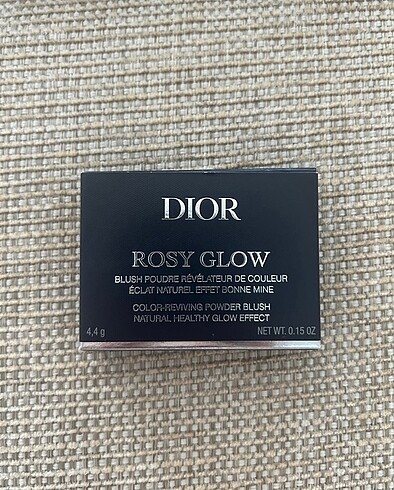 DIOR
ROSY GLOW
BLUSH POUDRE RÉVÉLATEUR DE COULEUR
ÉCLAT NATUREL EFFET BONNE MINE
COLOR-REVIVING POWDER BLUSH
NATURAL HEALTHY GLOW EFFECT
4,4 g NET WT. 0.15 OZ